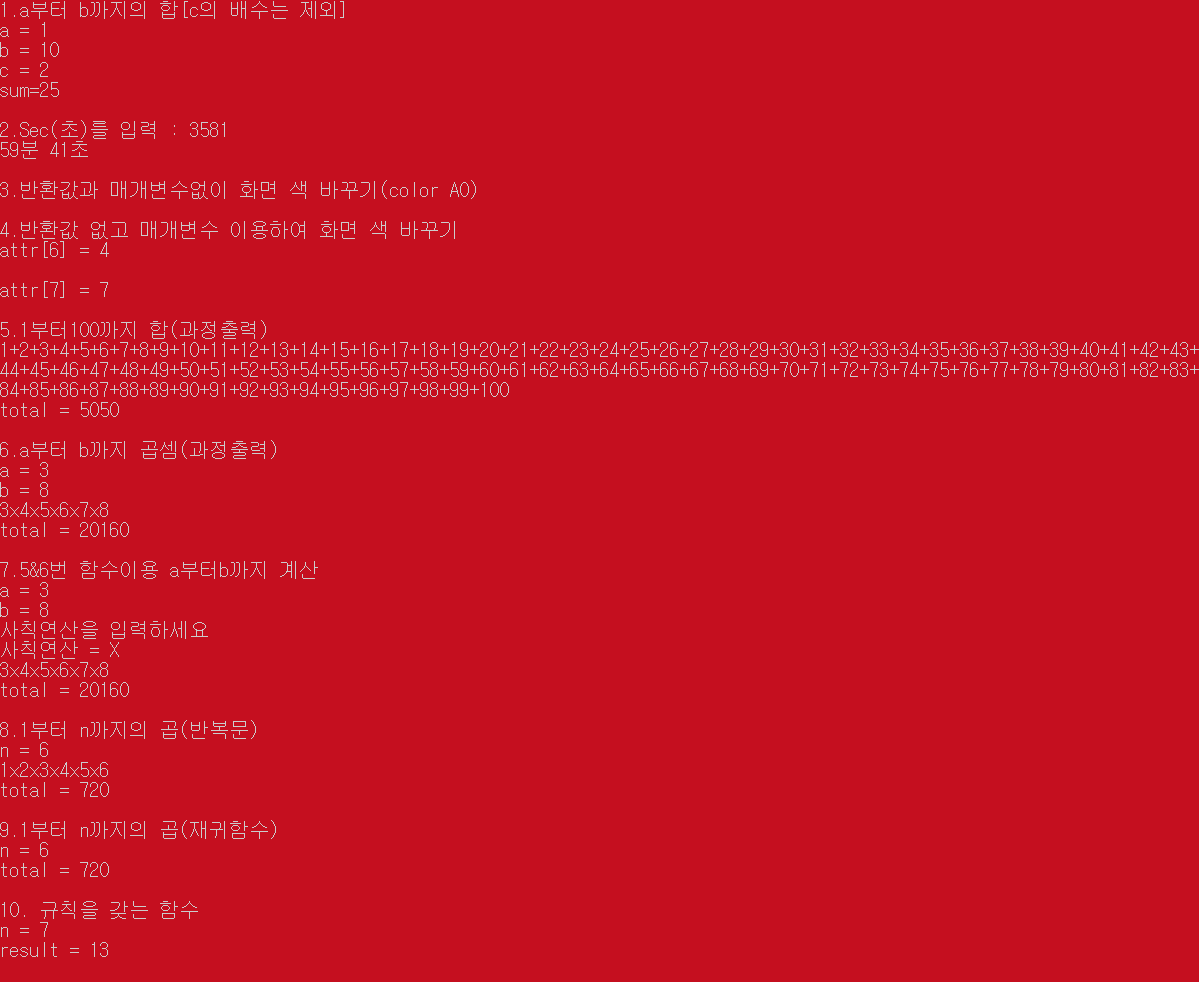 1.a부터 b까지의 합[c의 배수는 제외]
a = 1
b = 10
c = 2
sum=25
2.Sec(초)를 입력 : 3581
59분 41초
3.반환값과 매개변수없이 화면 색 바꾸기(color A0)
4.반환값 없고 매개변수 이용하여 화면 색 바꾸기
attr[6] = 4
attr[7] = 7
5.1부터100까지 합(과정출력)
1+2+3+4+5+6+7+8+9+10+11+12+13+14+15+16+17+18+19+20+21+22+23+24+25+26+27+28+29+30+31+32+33+34+35+36+37+38+39+40+41+42+43+
44+45+46+47+48+49+50+51+52+53+54+55+56+57+58+59+60+61+62+63+64+65+66+67+68+69+70+71+72+73+74+75+76+77+78+79+80+81+82+83+
84+85+86+87+88+89+90+91+92+93+94+95+96+97+98+99+100
total = 5050
6.a부터 b까지 곱셈(과정출력)
a = 3
b = 8
3x4x5x6x7x8
total = 20160
7.5&6번 함수이용 a부터b까지 계산
a = 3
b = 8
사칙연산을 입력하세요
사칙연산 = X
3x4x5x6x7x8
total = 20160
8.1부터 n까지의 곱(반복문)
n = 6
1x2x3x4x5x6
total = 720
9.1부터 n까지의 곱(재귀함수)
n = 6
total = 720
10. 규칙을 갖는 함수
n = 7
result = 13